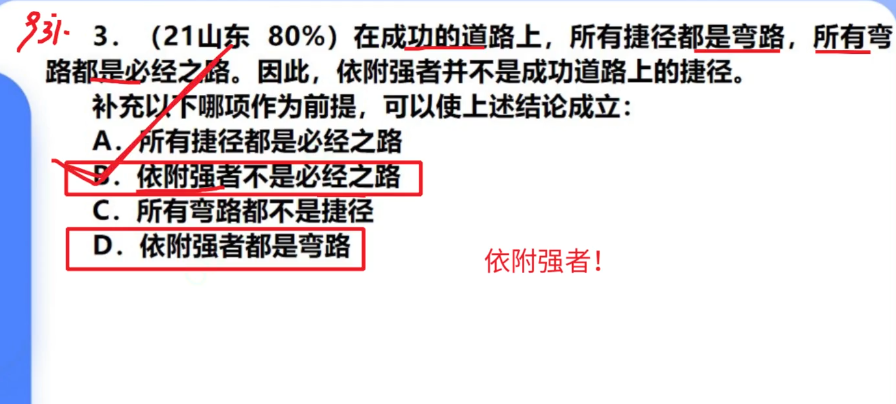 931.
3. （21山东 80%）在成功的道路上，所有捷径都是弯路，所有弯
路都是必经之路。因此，依附强者并不是成功道路上的捷径。
补充以下哪项作为前提，可以使上述结论成立：
A．所有捷径都是必经之路
B．依附强者不是必经之路
C．所有弯路都不是捷径
D．依附强者都是弯路
依附强者！